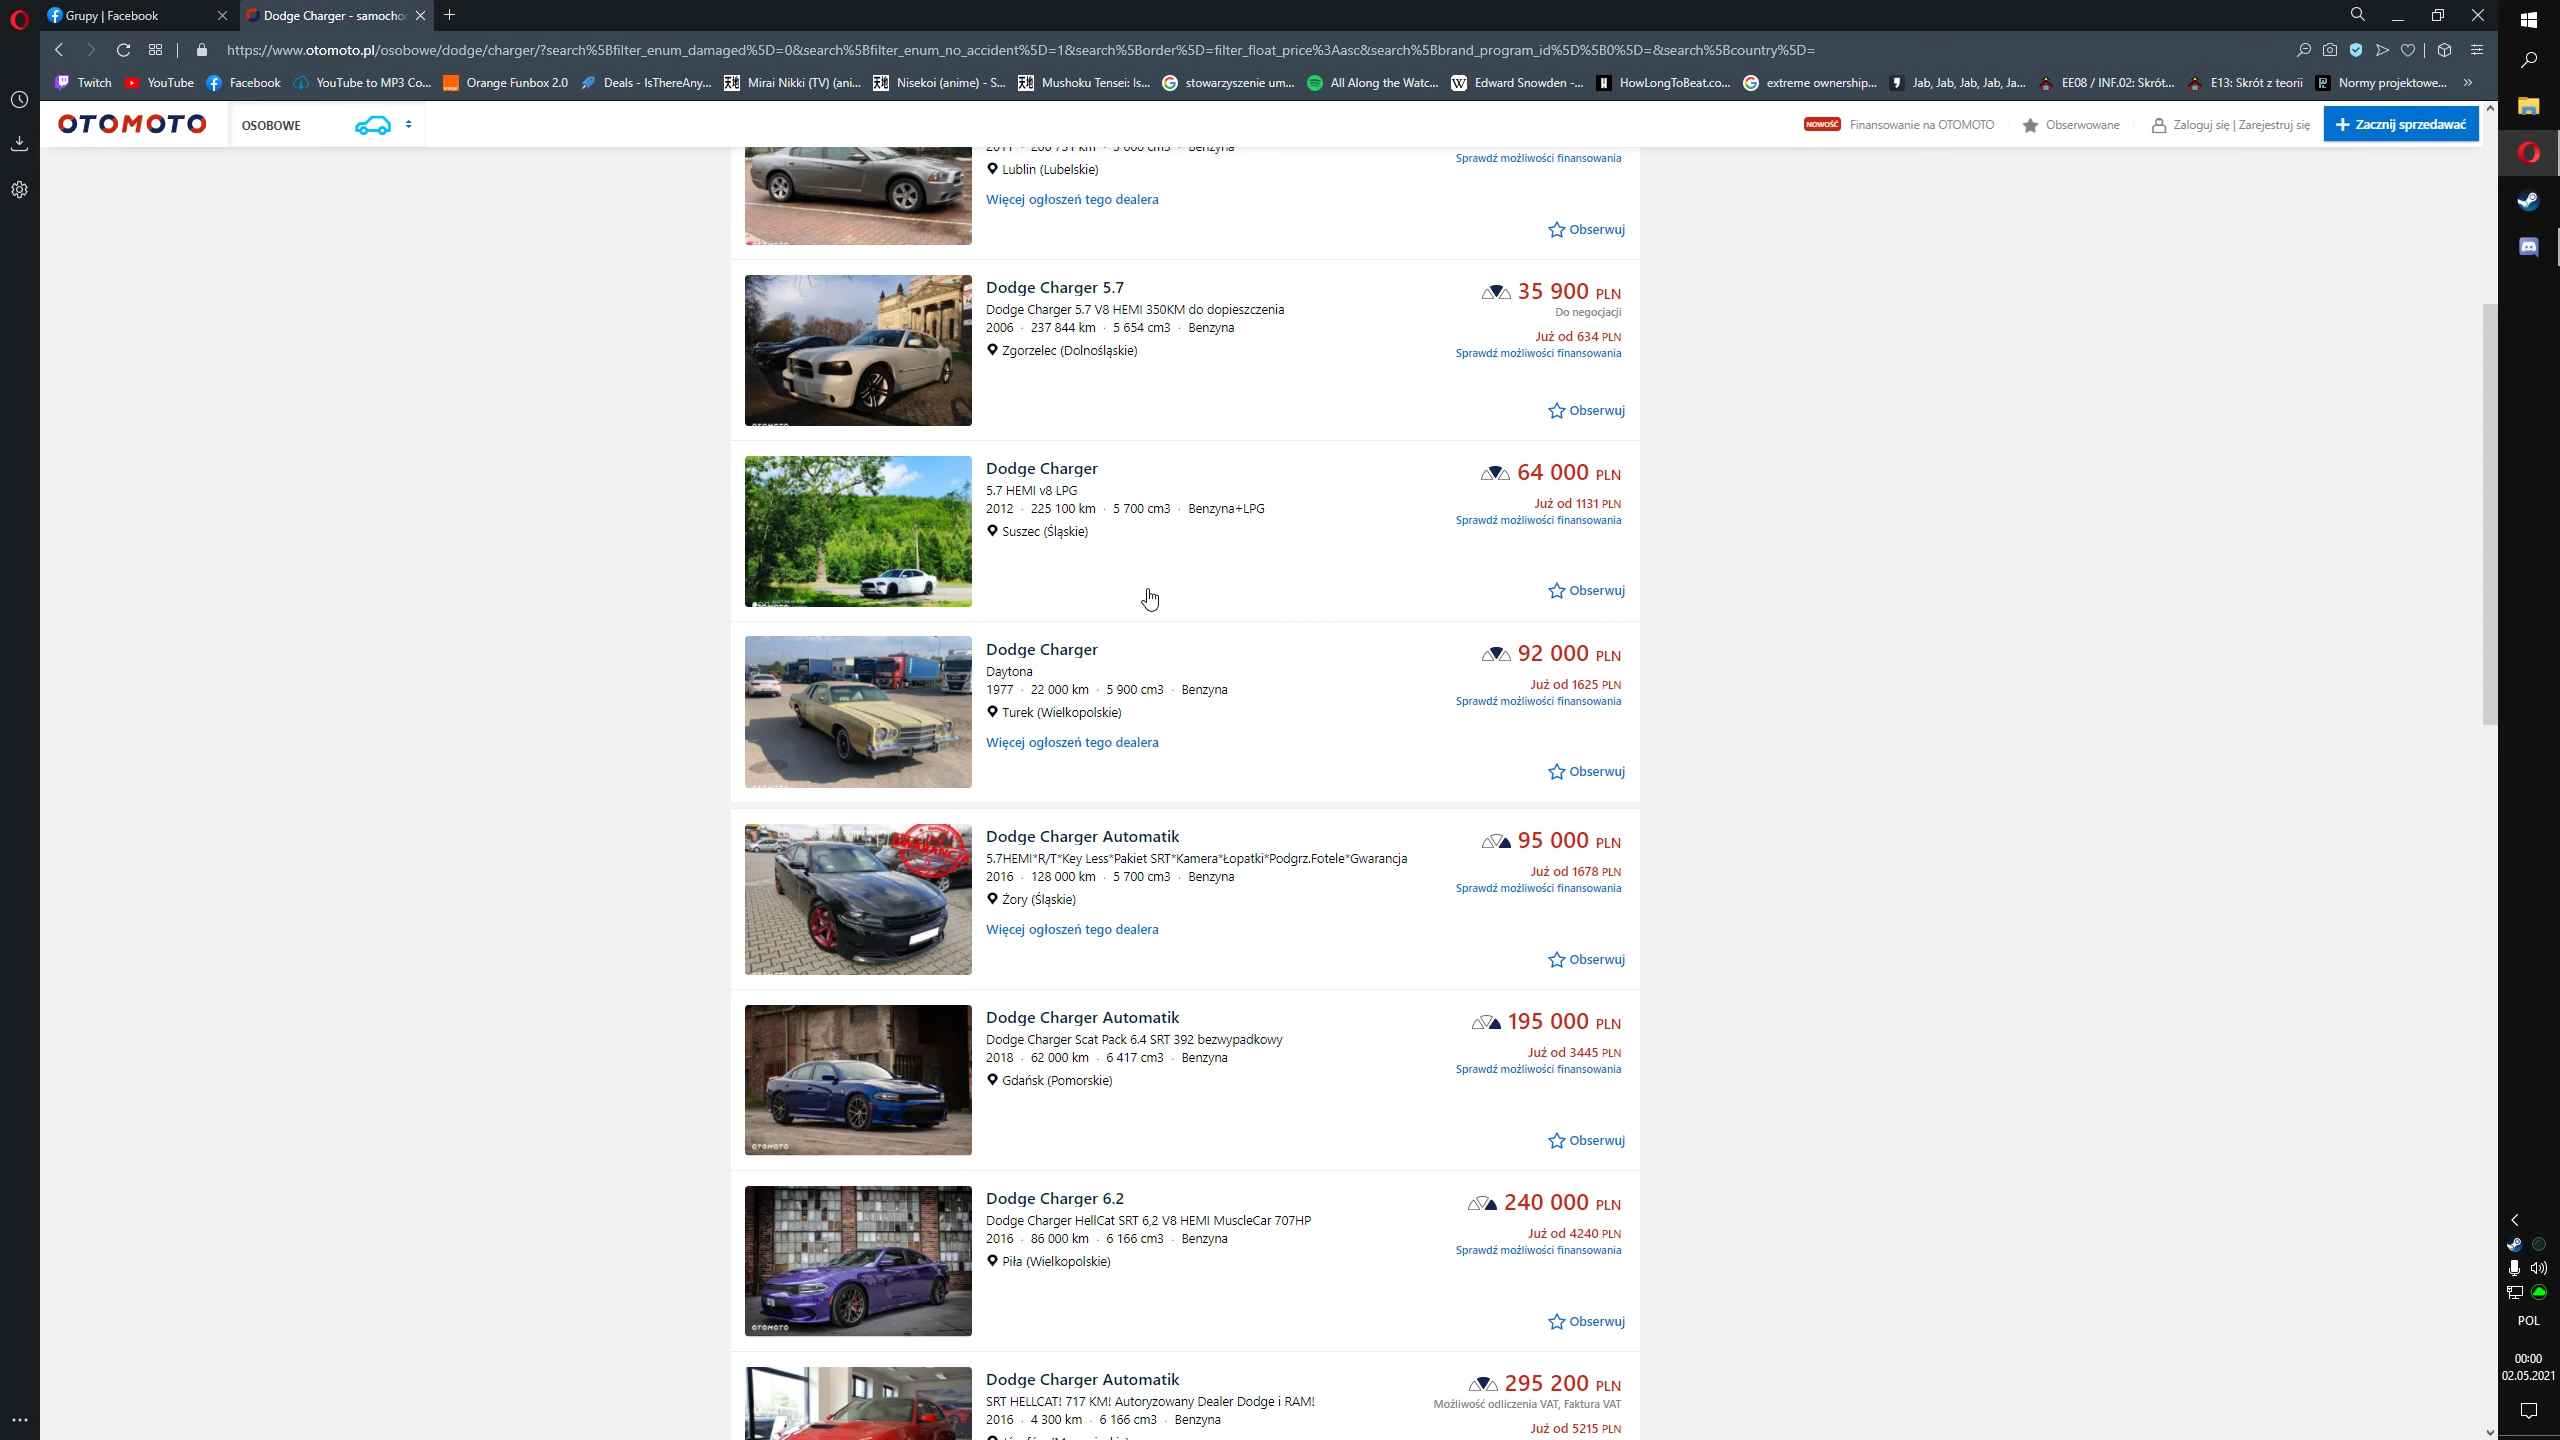 Grupy | Facebook
Dodge Charger - samocho
https://www.otomoto.pl/osobowe/dodge/charger/?search%5Bfilter_enum_damaged%5D=0&search%5Bfilter_enum_no_accident%5D=1&search%5Border%5D=filter_float_price%3Aasc&search%5Bbrand_program_id%5D%5B0%5D=&search%5Bcountry%5D=
Twitch
YouTube
Facebook
YouTube to MP3 Co...
Orange Funbox 2.0
Deals - IsThereAny...
Mirai Nikki (TV) (ani...
Nisekoi (anime) - S...
Mushoku Tensei: Is...
stowarzyszenie um...
All Along the Watc...
Edward Snowden -...
HowLongToBeat.co...
extreme ownership...
Jab, Jab, Jab, Jab, Ja...
EE08 / INF.02: Skrót...
E13: Skrót z teorii
Normy projektowe...
OTOMOTO
OSOBOWE
NOWOŚĆ Finansowanie na OTOMOTO
Obserwowane
Zaloguj się | Zarejestruj się
+ Zacznij sprzedawać
Sprawdź możliwości finansowania
Lublin (Lubelskie)
Więcej ogłoszeń tego dealera
Obserwuj
Dodge Charger 5.7
35 900 PLN
Dodge Charger 5.7 V8 HEMI 350KM do dopieszczenia
Do negocjacji
2006 · 237 844 km · 5 654 cm3 · Benzyna
Już od 634 PLN
Zgorzelec (Dolnośląskie)
Sprawdź możliwości finansowania
Obserwuj
Dodge Charger
64 000 PLN
5.7 HEMI v8 LPG
2012 · 225 100 km · 5 700 cm3 · Benzyna+LPG
Już od 1131 PLN
Suszec (Śląskie)
Sprawdź możliwości finansowania
Obserwuj
Dodge Charger
92 000 PLN
Daytona
1977 · 22 000 km · 5 900 cm3 · Benzyna
Już od 1625 PLN
Turek (Wielkopolskie)
Sprawdź możliwości finansowania
Więcej ogłoszeń tego dealera
Obserwuj
Dodge Charger Automatik
95 000 PLN
5.7HEMI*R/T*Key Less*Pakiet SRT*Kamera*Łopatki*Podgrz.Fotele*Gwarancja
2016 · 128 000 km · 5 700 cm3 · Benzyna
Już od 1678 PLN
Żory (Śląskie)
Sprawdź możliwości finansowania
Więcej ogłoszeń tego dealera
Obserwuj
Dodge Charger Automatik
195 000 PLN
Dodge Charger Scat Pack 6.4 SRT 392 bezwypadkowy
2018 · 62 000 km · 6 417 cm3 · Benzyna
Już od 3445 PLN
Gdańsk (Pomorskie)
Sprawdź możliwości finansowania
Obserwuj
OTOMOTO
Dodge Charger 6.2
240 000 PLN
Dodge Charger HellCat SRT 6,2 V8 HEMI MuscleCar 707HP
2016 · 86 000 km · 6 166 cm3 · Benzyna
Już od 4240 PLN
Piła (Wielkopolskie)
Sprawdź możliwości finansowania
Obserwuj
OTOMOTO
Dodge Charger Automatik
295 200 PLN
SRT HELLCAT! 717 KM! Autoryzowany Dealer Dodge i RAM!
Możliwość odliczenia VAT, Faktura VAT
2016 · 4 300 km · 6 166 cm3 · Benzyna
Już od 5215 PLN
POL
00:00
02.05.2021